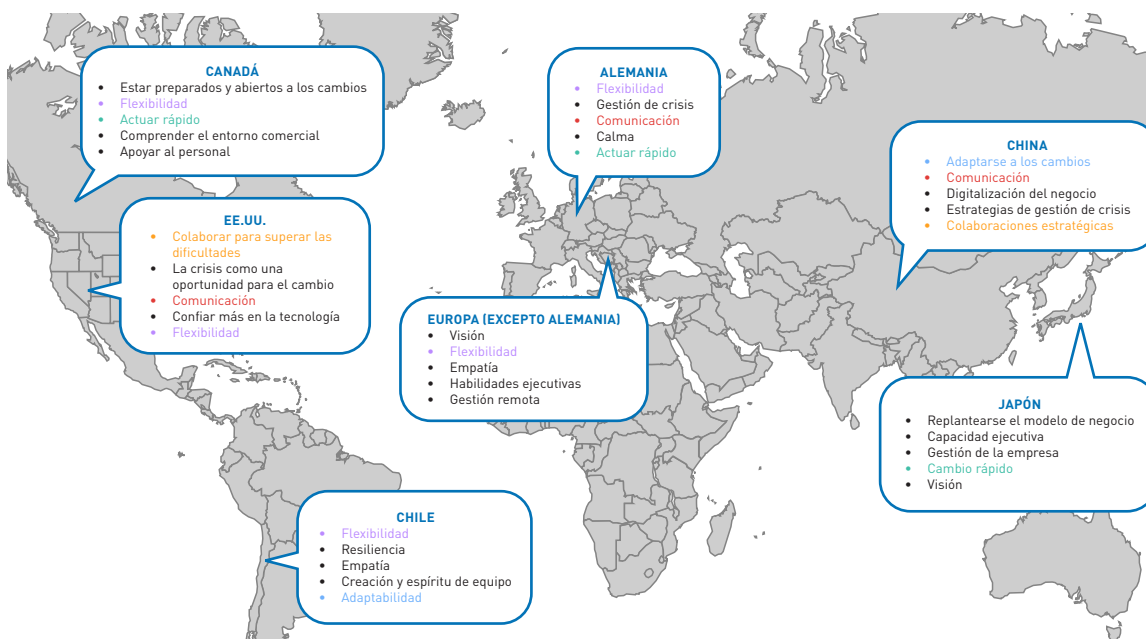 CANADÁ
• Estar preparados y abiertos a los cambios
• Flexibilidad
• Actuar rápido
• Comprender el entorno comercial
• Apoyar al personal
ALEMANIA
• Flexibilidad
• Gestión de crisis
• Comunicación
• Calma
• Actuar rápido
CHINA
• Adaptarse a los cambios
• Comunicación
• Digitalización del negocio
• Estrategias de gestión de crisis
• Colaboraciones estratégicas
EE.UU.
• Colaborar para superar las
dificultades
• La crisis como una
oportunidad para el cambio
• Comunicación
• Confiar más en la tecnología
• Flexibilidad
EUROPA (EXCEPTO ALEMANIA)
• Visión
• Flexibilidad
• Empatía
• Habilidades ejecutivas
• Gestión remota
JAPÓN
• Replantearse el modelo de negocio
• Capacidad ejecutiva
• Gestión de la empresa
• Cambio rápido
• Visión
CHILE
• Flexibilidad
• Resiliencia
• Empatía
• Creación y espíritu de equipo
• Adaptabilidad